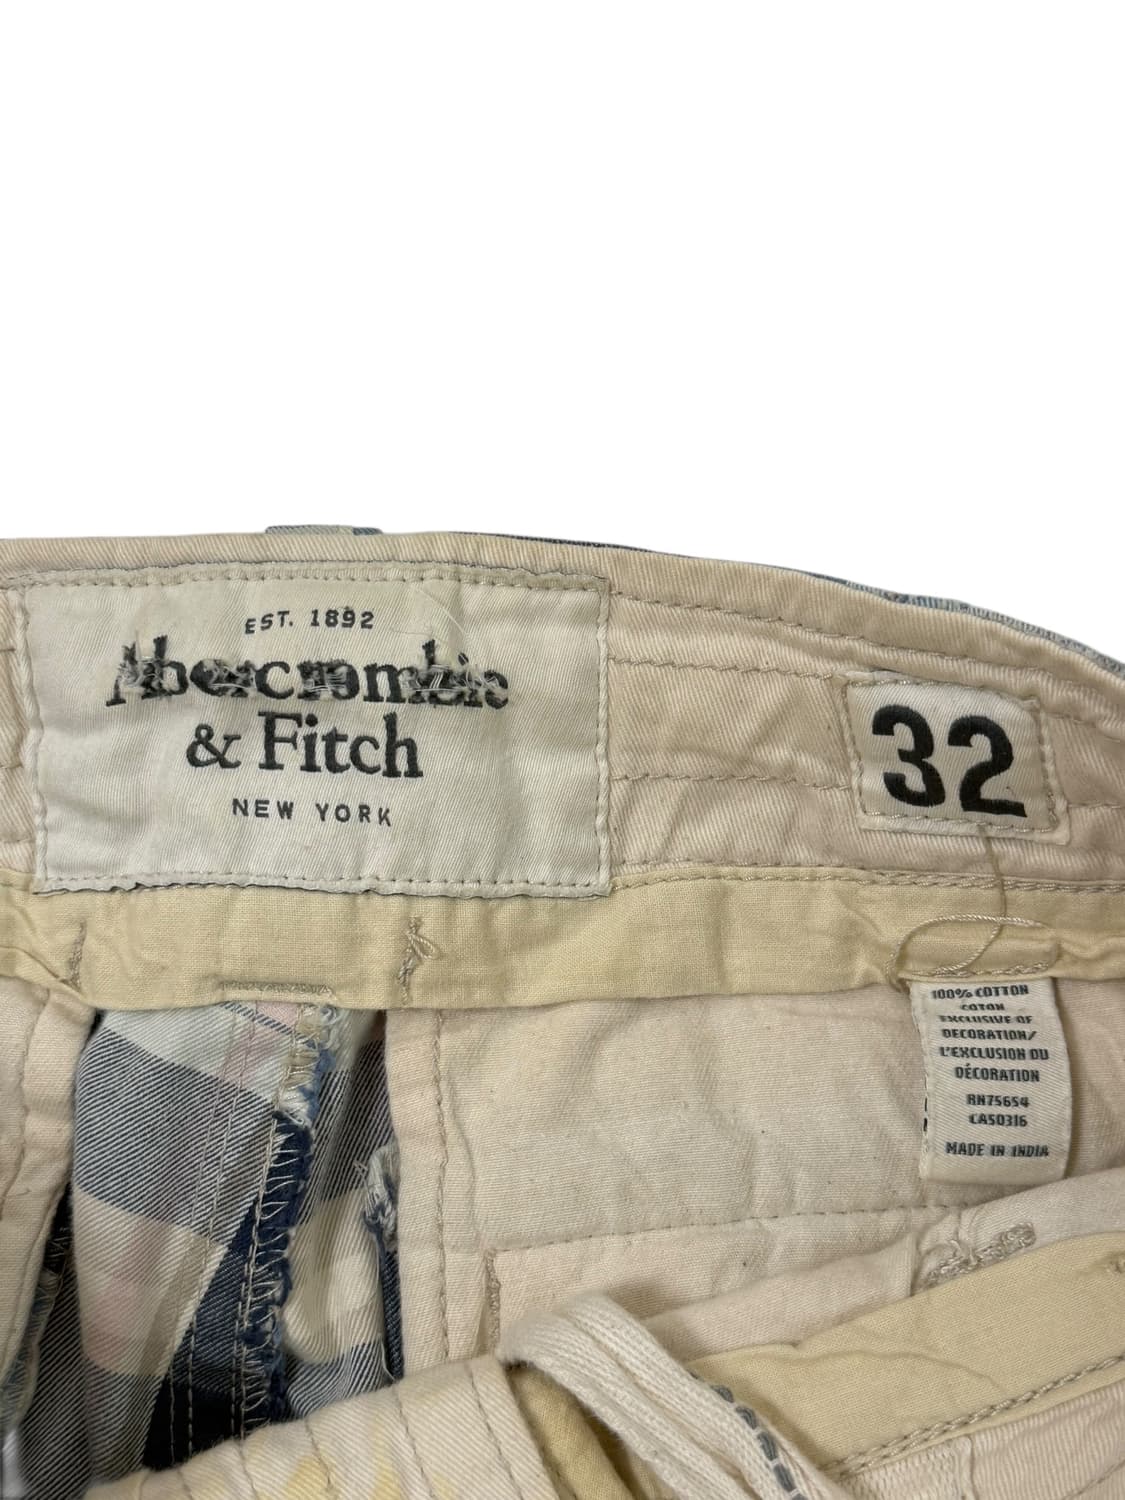 EST. 1892
Abercrombie
& Fitch
NEW YORK
32
100% COTTON
COTON
EXCLUSIVE OF
DECORATION/
L'EXCLUSION DU
DÉCORATION
RN75654
CA50316
MADE IN INDIA